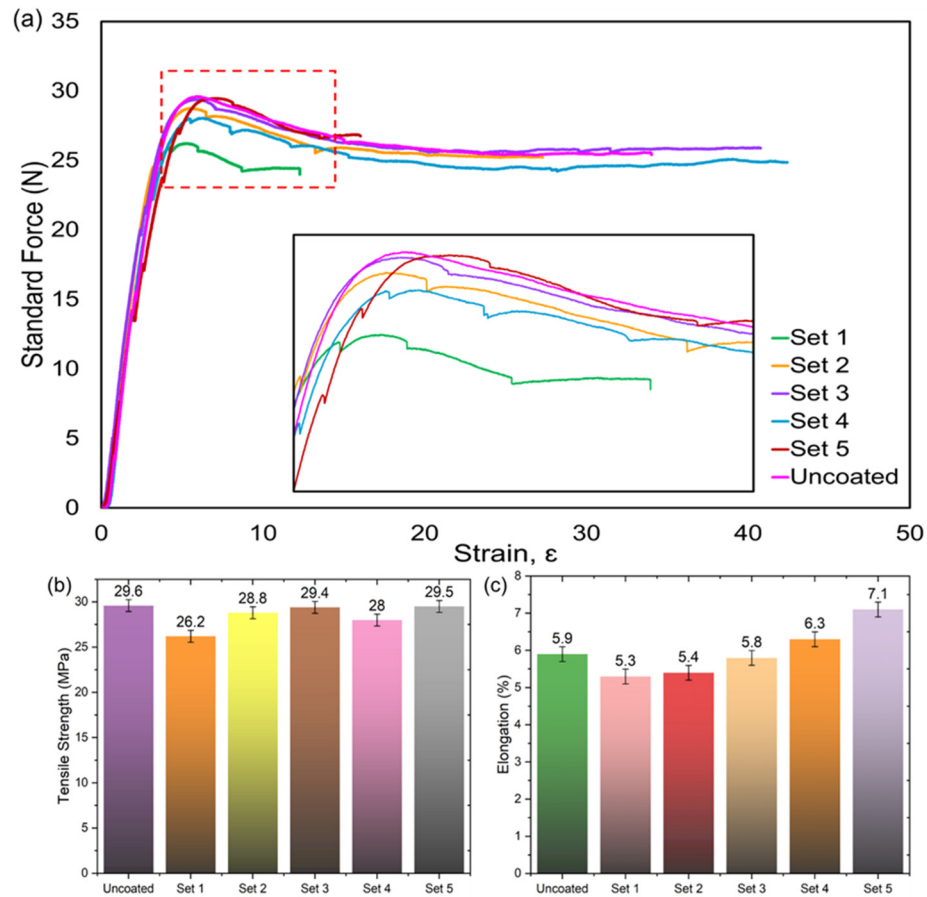 (a)
35
30
25
20
15
10
5
0
Standard Force (N)
0 10 20 30 40 50
Strain, ε
Set 1
Set 2
Set 3
Set 4
Set 5
Uncoated
(b)
30
25
20
15
10
5
0
Tensile Strength (MPa)
29.6 26.2 28.8 29.4 28 29.5
Uncoated Set 1 Set 2 Set 3 Set 4 Set 5
(c)
8
7
6
5
4
3
2
1
0
Elongation (%)
5.9 5.3 5.4 5.8 6.3 7.1
Uncoated Set 1 Set 2 Set 3 Set 4 Set 5